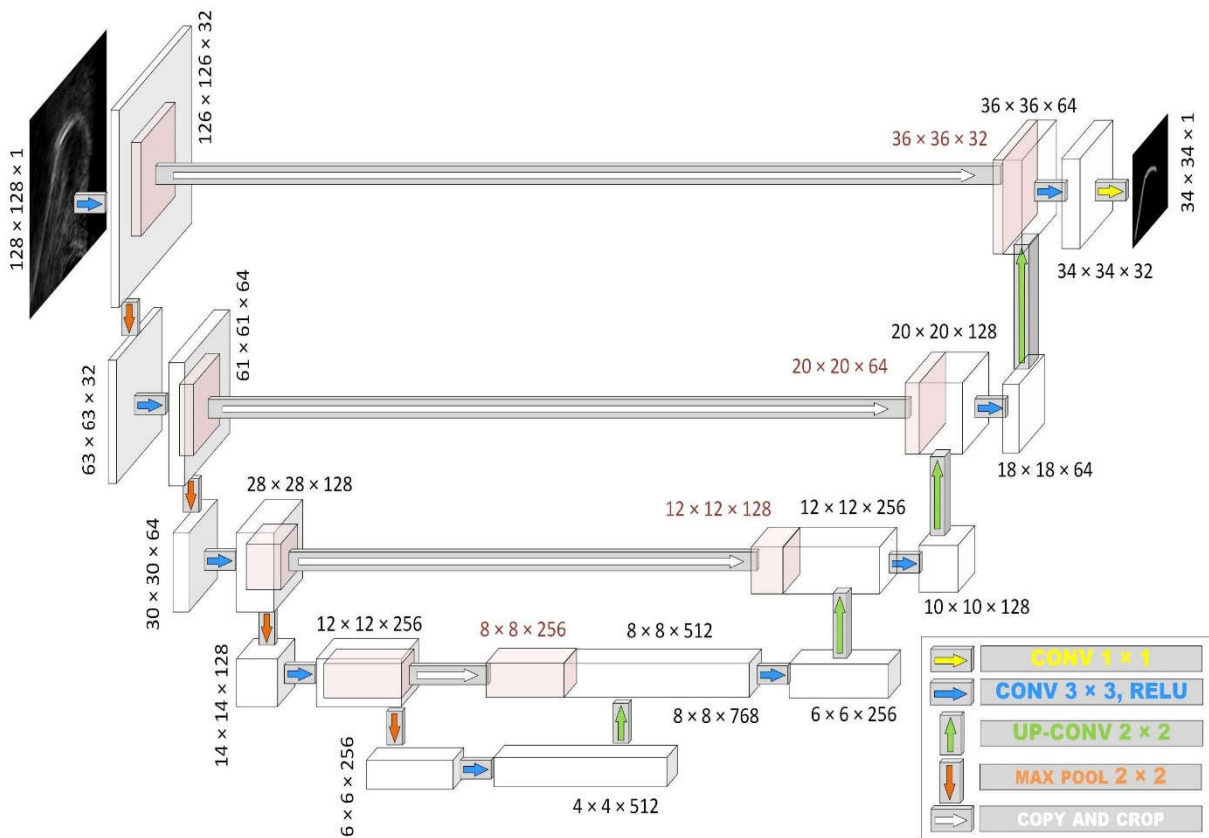 128 × 128 × 1
126 × 126 × 32
36 × 36 × 32
36 × 36 × 64
34 × 34 × 1
34 × 34 × 32
63 × 63 × 32
61 × 61 × 64
20 × 20 × 64
20 × 20 × 128
18 × 18 × 64
30 × 30 × 64
28 × 28 × 128
12 × 12 × 128
12 × 12 × 256
10 × 10 × 128
14 × 14 × 128
12 × 12 × 256
8 × 8 × 256
8 × 8 × 512
8 × 8 × 768
6 × 6 × 256
6 × 6 × 256
4 × 4 × 512
CONV 1 × 1
CONV 3 × 3, RELU
UP-CONV 2 × 2
MAX POOL 2 × 2
COPY AND CROP